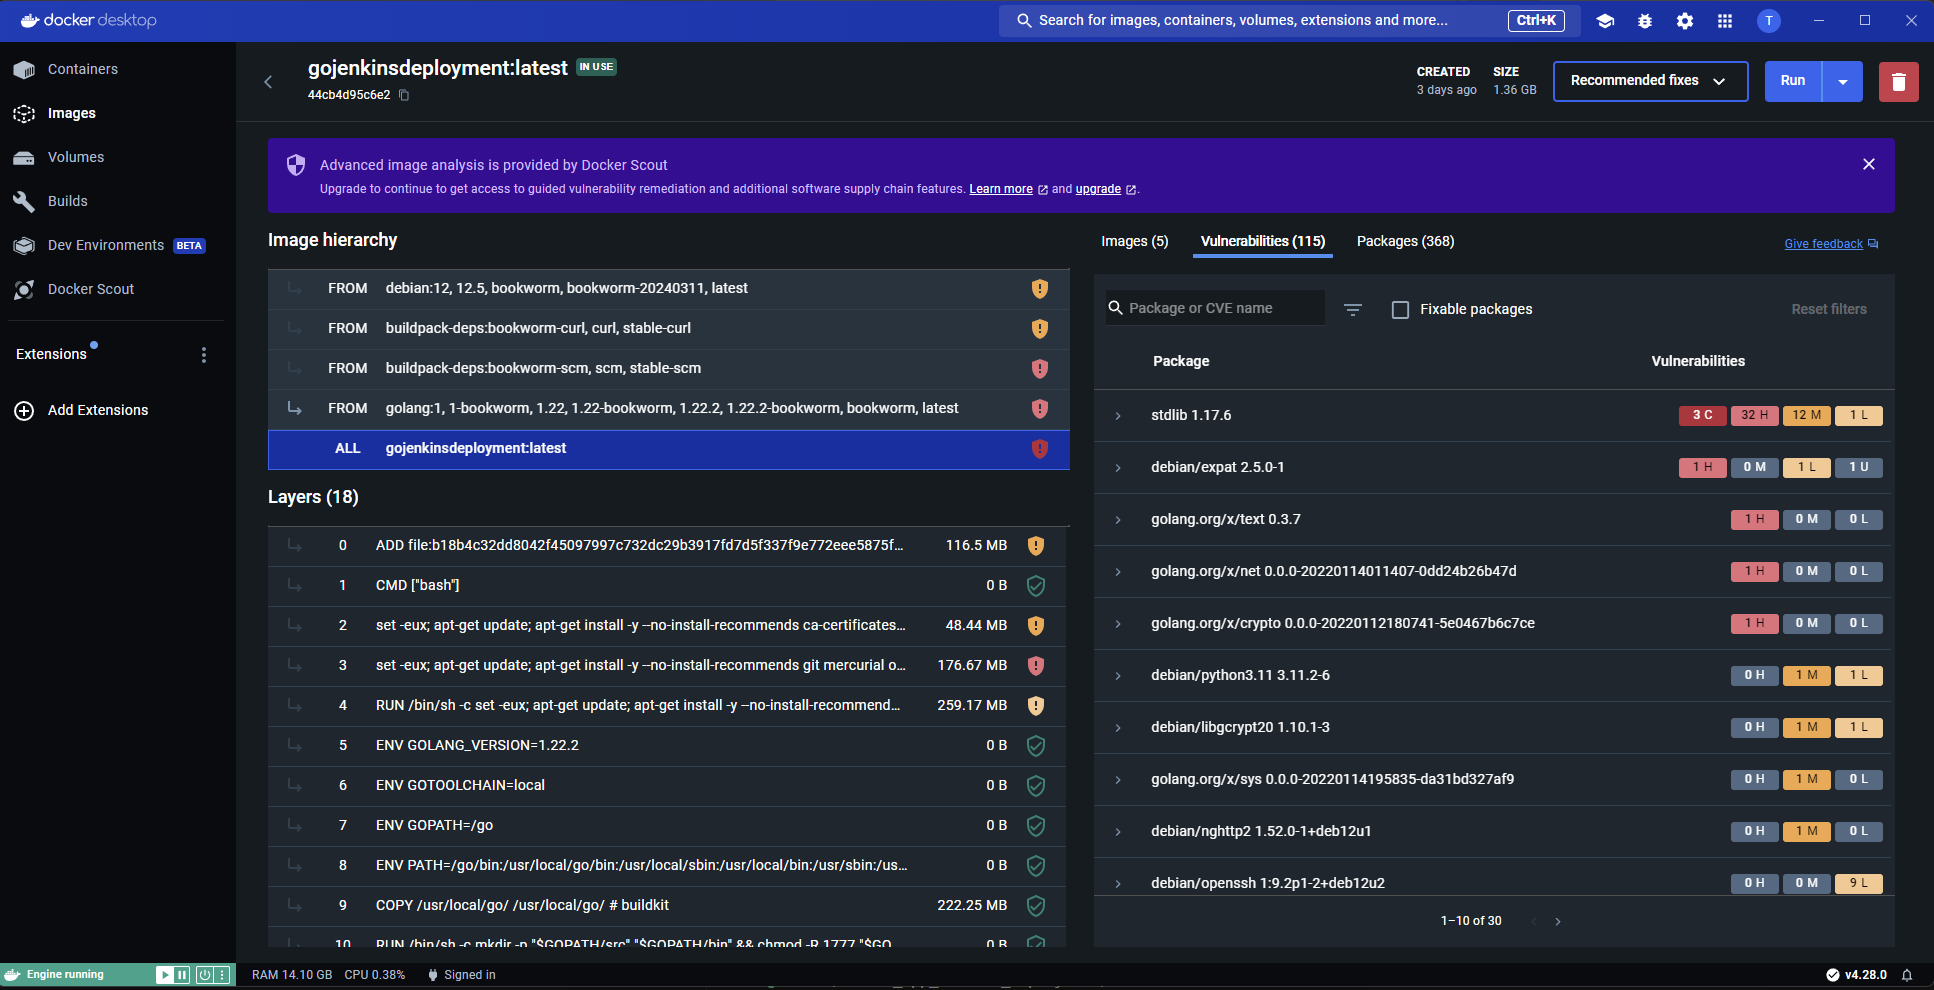 docker desktop
Search for images, containers, volumes, extensions and more...
Ctrl+K
T
Containers
Images
Volumes
Builds
Dev Environments BETA
Docker Scout
Extensions
Add Extensions
gojenkinsdeployment:latest IN USE
44cb4d95c6e2
CREATED
3 days ago
SIZE
1.36 GB
Recommended fixes
Run
Advanced image analysis is provided by Docker Scout
Upgrade to continue to get access to guided vulnerability remediation and additional software supply chain features. Learn more and upgrade .
Image hierarchy
FROM debian:12, 12.5, bookworm, bookworm-20240311, latest
FROM buildpack-deps:bookworm-curl, curl, stable-curl
FROM buildpack-deps:bookworm-scm, scm, stable-scm
FROM golang:1, 1-bookworm, 1.22, 1.22-bookworm, 1.22.2, 1.22.2-bookworm, bookworm, latest
ALL gojenkinsdeployment:latest
Layers (18)
0 ADD file:b18b4c32dd8042f45097997c732dc29b3917fd7d5f337f9e772eee5875f... 116.5 MB
1 CMD ["bash"] 0 B
2 set -eux; apt-get update; apt-get install -y --no-install-recommends ca-certificates... 48.44 MB
3 set -eux; apt-get update; apt-get install -y --no-install-recommends git mercurial o... 176.67 MB
4 RUN /bin/sh -c set -eux; apt-get update; apt-get install -y --no-install-recommend... 259.17 MB
5 ENV GOLANG_VERSION=1.22.2 0 B
6 ENV GOTOOLCHAIN=local 0 B
7 ENV GOPATH=/go 0 B
8 ENV PATH=/go/bin:/usr/local/go/bin:/usr/local/sbin:/usr/local/bin:/usr/sbin:/us... 0 B
9 COPY /usr/local/go/ /usr/local/go/ # buildkit 222.25 MB
10 RUN /bin/sh -c mkdir -p "$GOPATH/src" "$GOPATH/bin" && chmod -R 1777 "$GO 0 B
Images (5)
Vulnerabilities (115)
Packages (368)
Give feedback
Package or CVE name
Fixable packages
Reset filters
Package Vulnerabilities
stdlib 1.17.6 3 C 32 H 12 M 1 L
debian/expat 2.5.0-1 1 H 0 M 1 L 1 U
golang.org/x/text 0.3.7 1 H 0 M 0 L
golang.org/x/net 0.0.0-20220114011407-0dd24b26b47d 1 H 0 M 0 L
golang.org/x/crypto 0.0.0-20220112180741-5e0467b6c7ce 1 H 0 M 0 L
debian/python3.11 3.11.2-6 0 H 1 M 1 L
debian/libgcrypt20 1.10.1-3 0 H 1 M 1 L
golang.org/x/sys 0.0.0-20220114195835-da31bd327af9 0 H 1 M 0 L
debian/nghttp2 1.52.0-1+deb12u1 0 H 1 M 0 L
debian/openssh 1:9.2p1-2+deb12u2 0 H 0 M 9 L
1–10 of 30
Engine running
RAM 14.10 GB CPU 0.38%
Signed in
v4.28.0